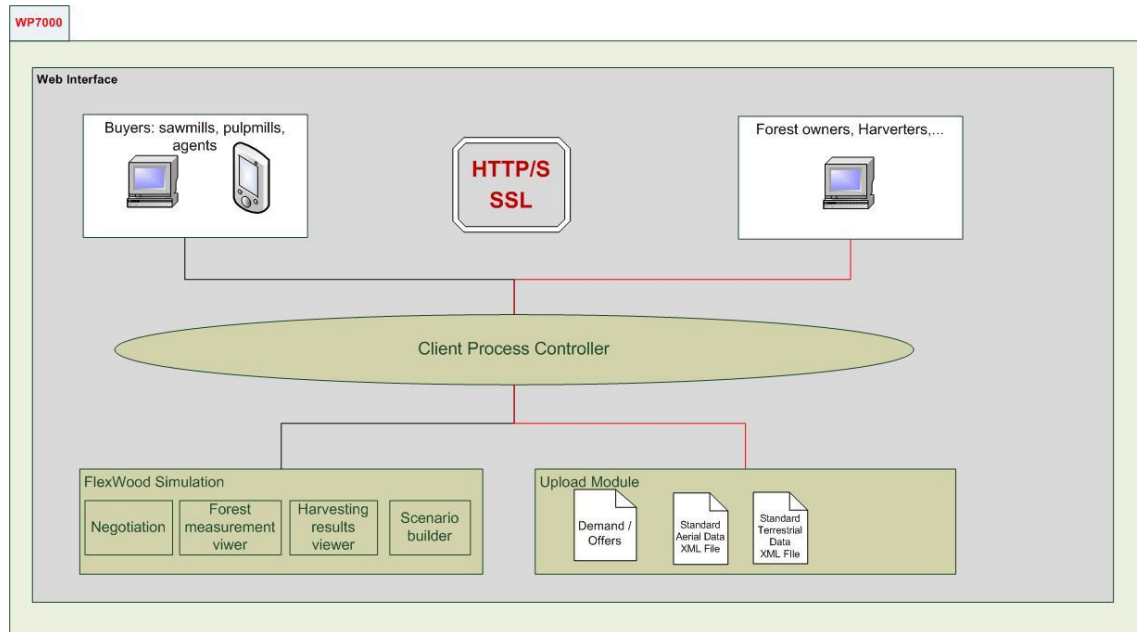 WP7000
Web Interface
Buyers: sawmills, pulpmills,
agents
HTTP/S
SSL
Forest owners, Harverters,...
Client Process Controller
FlexWood Simulation
Negotiation
Forest
measurement
viwer
Harvesting
results
viewer
Scenario
builder
Upload Module
Demand /
Offers
Standard
Aerial Data
XML File
Standard
Terrestrial
Data
XML FIle